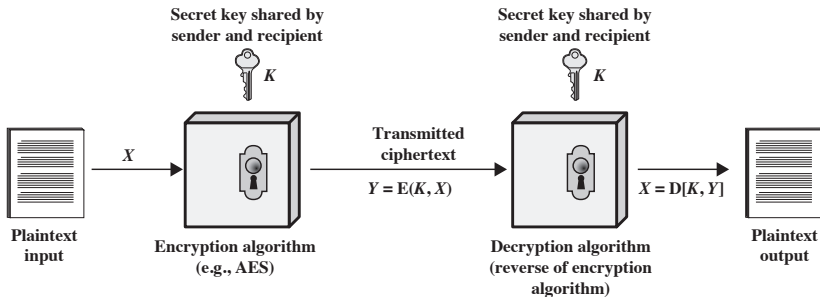 Secret key shared by
sender and recipient
K
Secret key shared by
sender and recipient
K
X
Transmitted
ciphertext
Y = E(K, X)
X = D[K, Y]
Plaintext
input
Encryption algorithm
(e.g., AES)
Decryption algorithm
(reverse of encryption
algorithm)
Plaintext
output